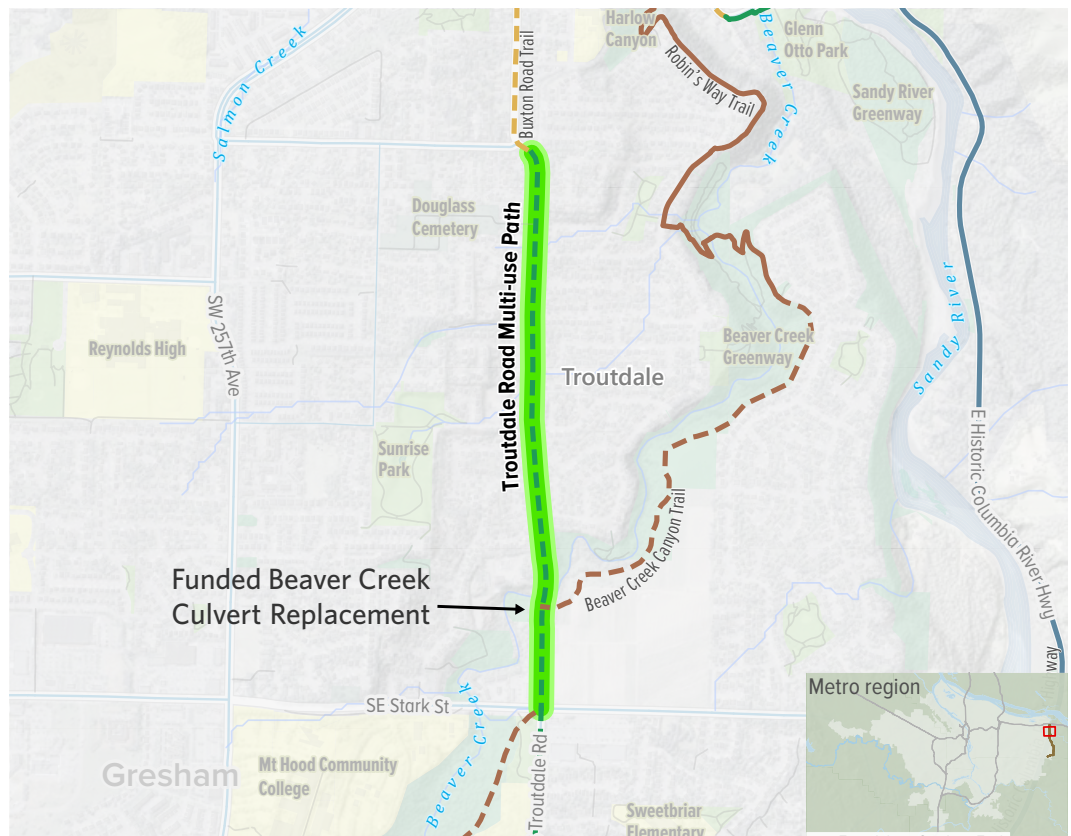 Harlow
Canyon
Beaver Creek
Glenn
Otto Park
Salmon Creek
Buxton Road Trail
Robin's Way Trail
Sandy River
Greenway
Douglass
Cemetery
Troutdale Road Multi-use Path
Sandy River
SW 257th Ave
Reynolds High
Beaver Creek
Greenway
Troutdale
Sunrise
Park
E Historic Columbia River Hwy
Beaver Creek Canyon Trail
Funded Beaver Creek
Culvert Replacement
way
Metro region
SE Stark St
Beaver Creek
Troutdale Rd
Gresham
Mt Hood Community
College
Sweetbriar
Elementary